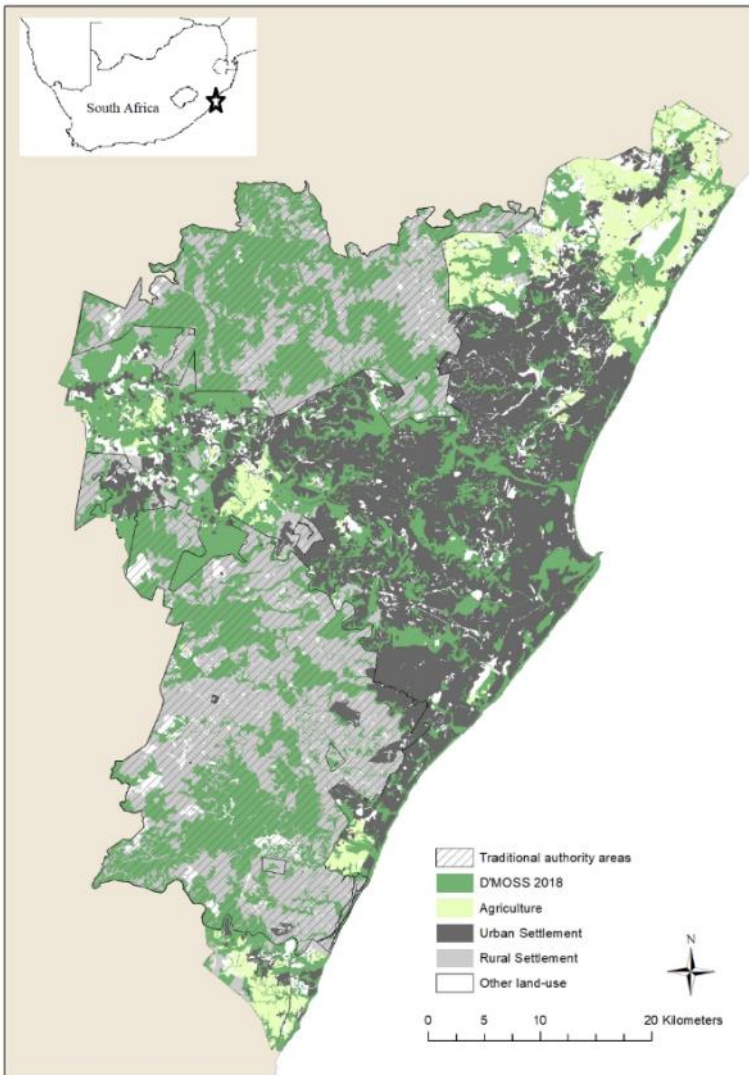 South Africa
Traditional authority areas
D'MOSS 2018
Agriculture
Urban Settlement
Rural Settlement
Other land-use
N
0 5 10 20 Kilometers